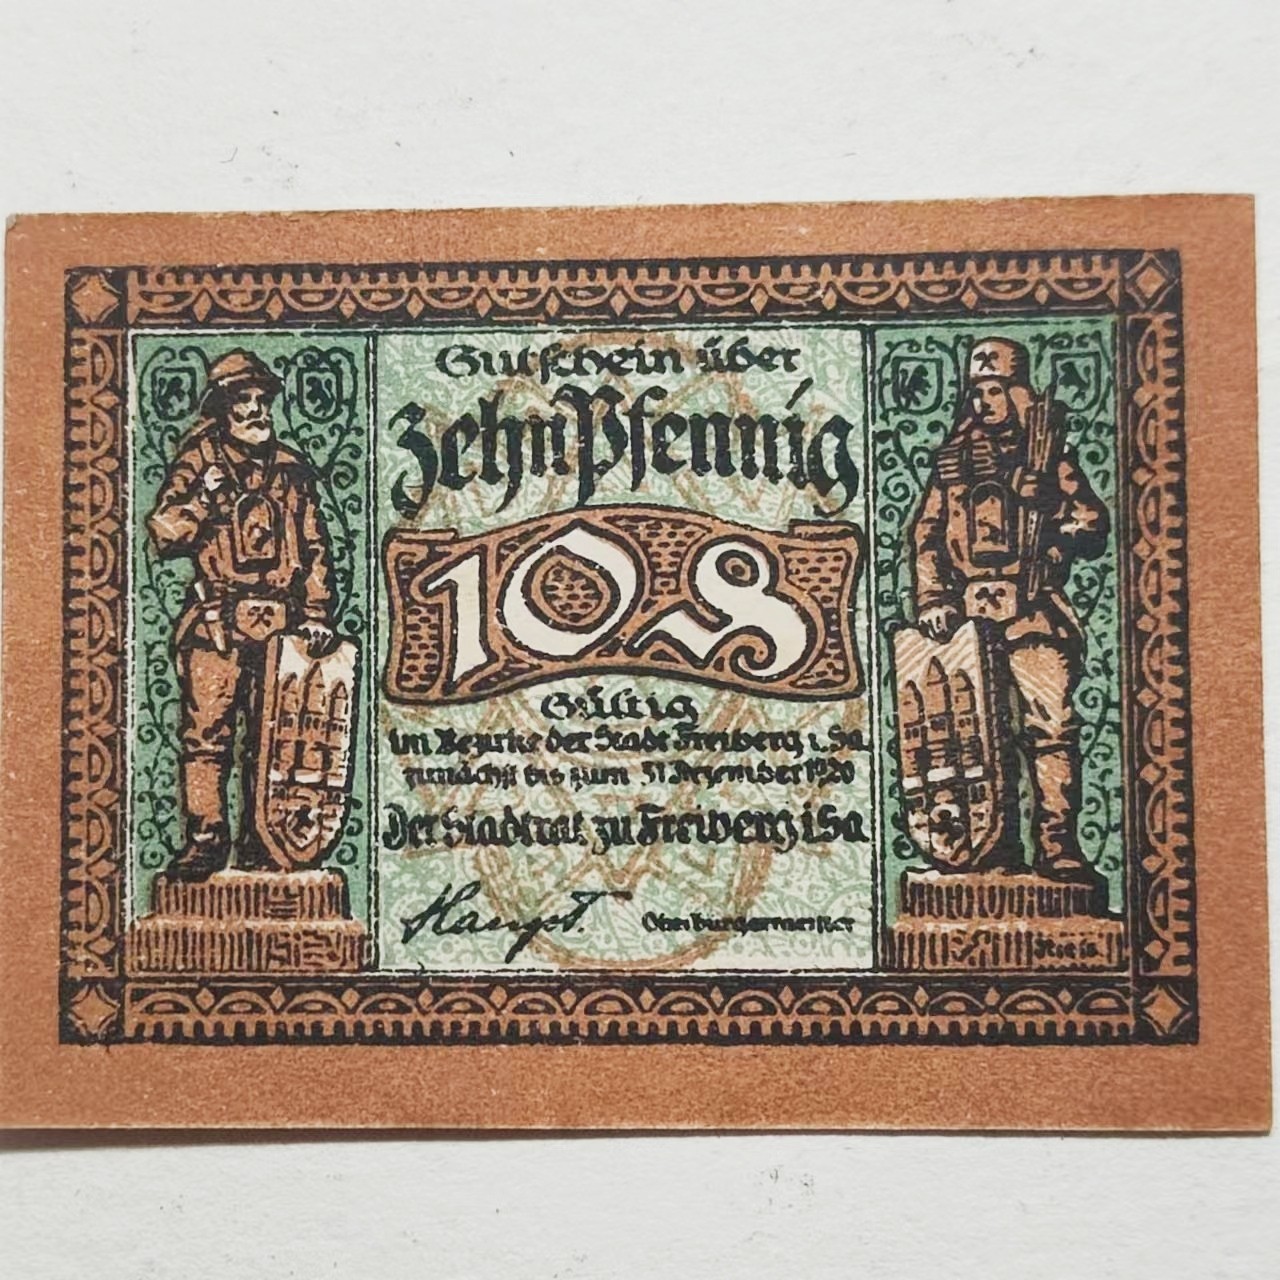 Gutschein über
Zehn Pfennig
10 ₰
Gültig
im Bezirke der Stadt Freiberg i. Sa.
zunächst bis zum 31 Dezember 1920
Der Stadtrat zu Freiberg i Sa
Haupt.
Oberbürgermeister